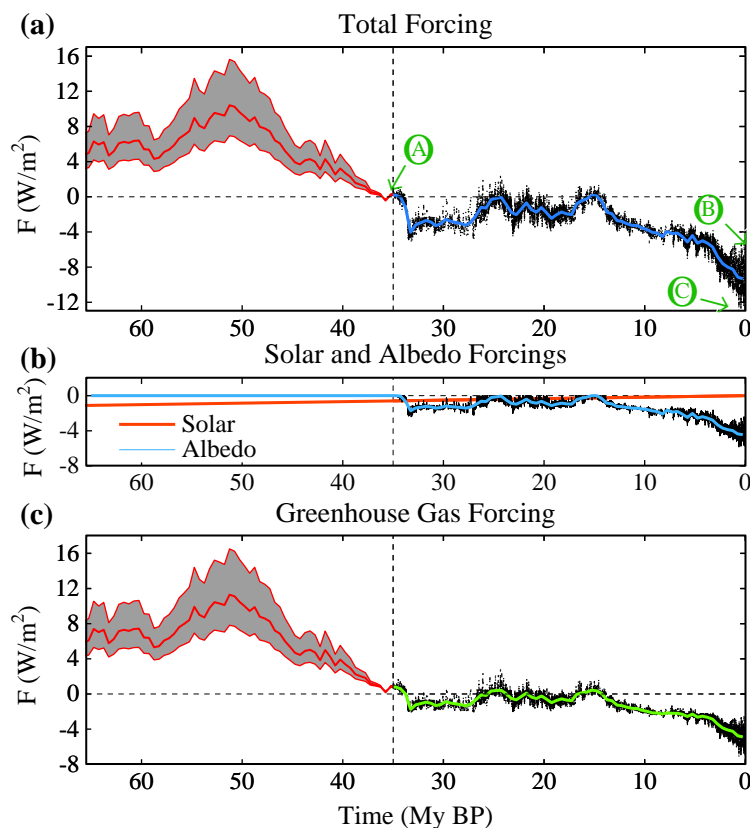 (a) Total Forcing
16
12
8
4
0
-4
-8
-12
F (W/m²)
A
B
C
60 50 40 30 20 10 0
(b) Solar and Albedo Forcings
0
-4
-8
F (W/m²)
Solar
Albedo
60 50 40 30 20 10 0
(c) Greenhouse Gas Forcing
16
12
8
4
0
-4
-8
F (W/m²)
60 50 40 30 20 10 0
Time (My BP)